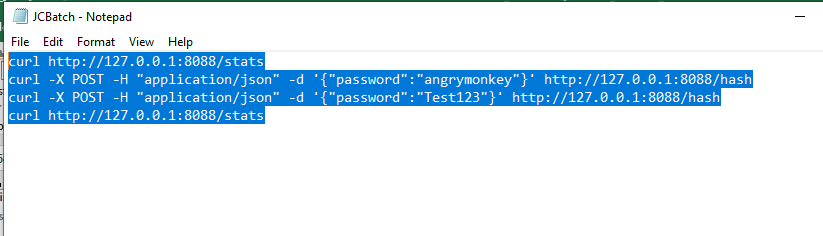 JCBatch - Notepad
File Edit Format View Help
curl http://127.0.0.1:8088/stats
curl -X POST -H "application/json" -d '{"password":"angrymonkey"}' http://127.0.0.1:8088/hash
curl -X POST -H "application/json" -d '{"password":"Test123"}' http://127.0.0.1:8088/hash
curl http://127.0.0.1:8088/stats